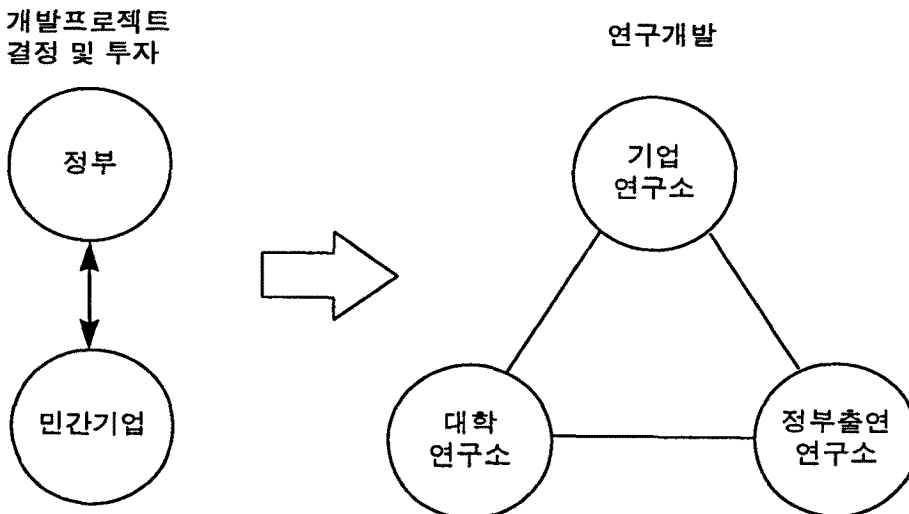 개발프로젝트
결정 및 투자
정부
민간기업
연구개발
기업
연구소
대학
연구소
정부출연
연구소